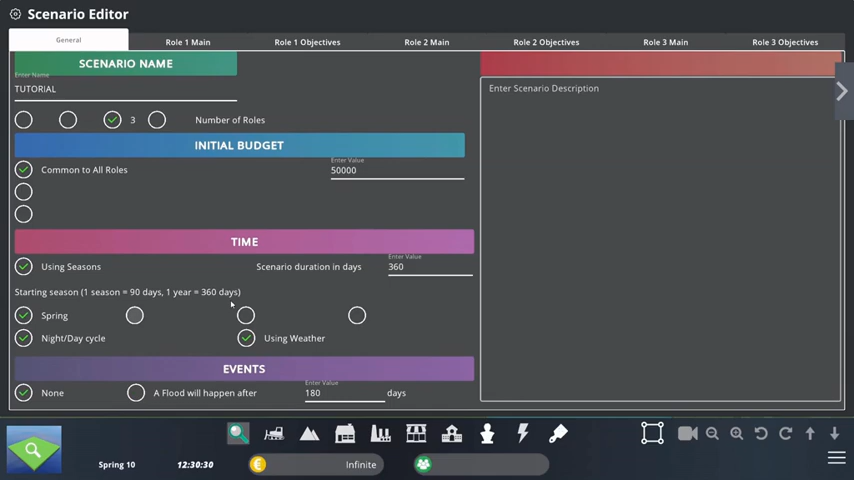 Scenario Editor
General
Role 1 Main
Role 1 Objectives
Role 2 Main
Role 2 Objectives
Role 3 Main
Role 3 Objectives
SCENARIO NAME
Enter Name
TUTORIAL
3
Number of Roles
INITIAL BUDGET
Common to All Roles
Enter Value
50000
TIME
Using Seasons
Scenario duration in days
Enter Value
360
Starting season (1 season = 90 days, 1 year = 360 days)
Spring
Night/Day cycle
Using Weather
EVENTS
None
A Flood will happen after
Enter Value
180
days
Enter Scenario Description
Spring 10
12:30:30
€
Infinite